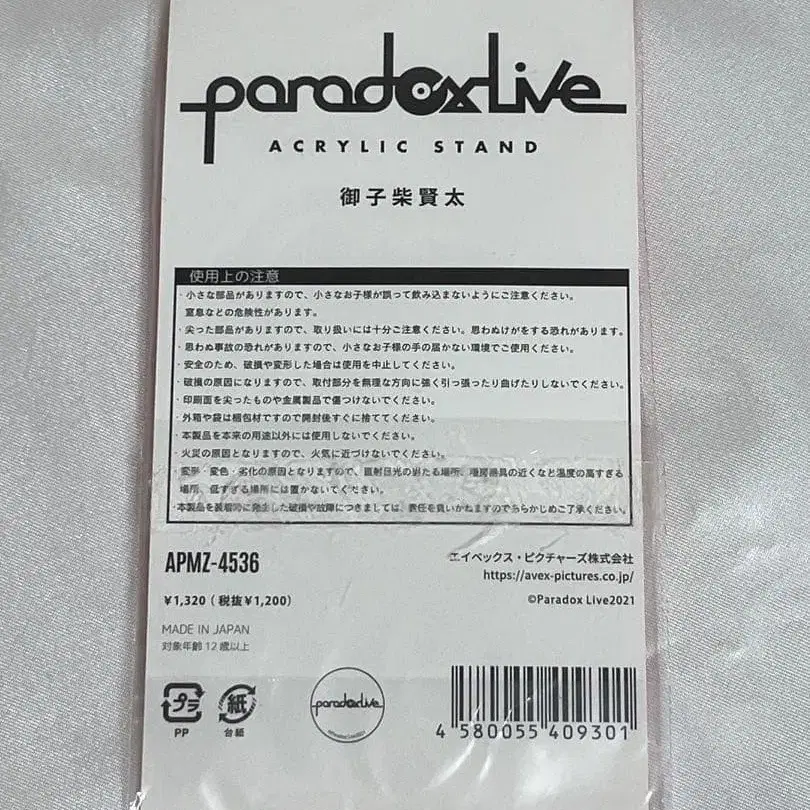 paradoxLive
ACRYLIC STAND
御子柴賢太
使用上の注意
・小さな部品がありますので、小さなお子様が誤って飲み込まないようにご注意ください。
窒息などの危険性があります。
・尖った部品がありますので、取り扱いには十分ご注意ください。思わぬけがをする恐れがあります。
・思わぬ事故の恐れがありますので、小さなお子様の手の届かない環境でご使用ください。
・安全のため、破損や変形した場合は使用を中止してください。
・破損の原因になりますので、取付部分を無理な方向に強く引っ張ったり曲げたりしないでください。
・印刷面を尖ったものや金属製品で傷つけないでください。
・外箱や袋は梱包材ですので開封後すぐに捨ててください。
・本製品を本来の用途以外には使用しないでください。
・火災の原因となりますので、火気に近づけないでください。
・変形・変色・劣化の原因となりますので、直射日光の当たる場所、暖房器具の近くなど温度の高すぎる
場所、低すぎる場所には置かないてください。
・本製品を装着時に発生した破損や故障につきましては、責任を負いかねますのであらかじめご了承ください。
APMZ-4536
エイベックス・ピクチャーズ株式会社
https://avex-pictures.co.jp/
¥1,320(税抜¥1,200)
©Paradox Live2021
MADE IN JAPAN
対象年齢12歳以上
プラ
PP
紙
台紙
paradoxLive
4 580055 409301